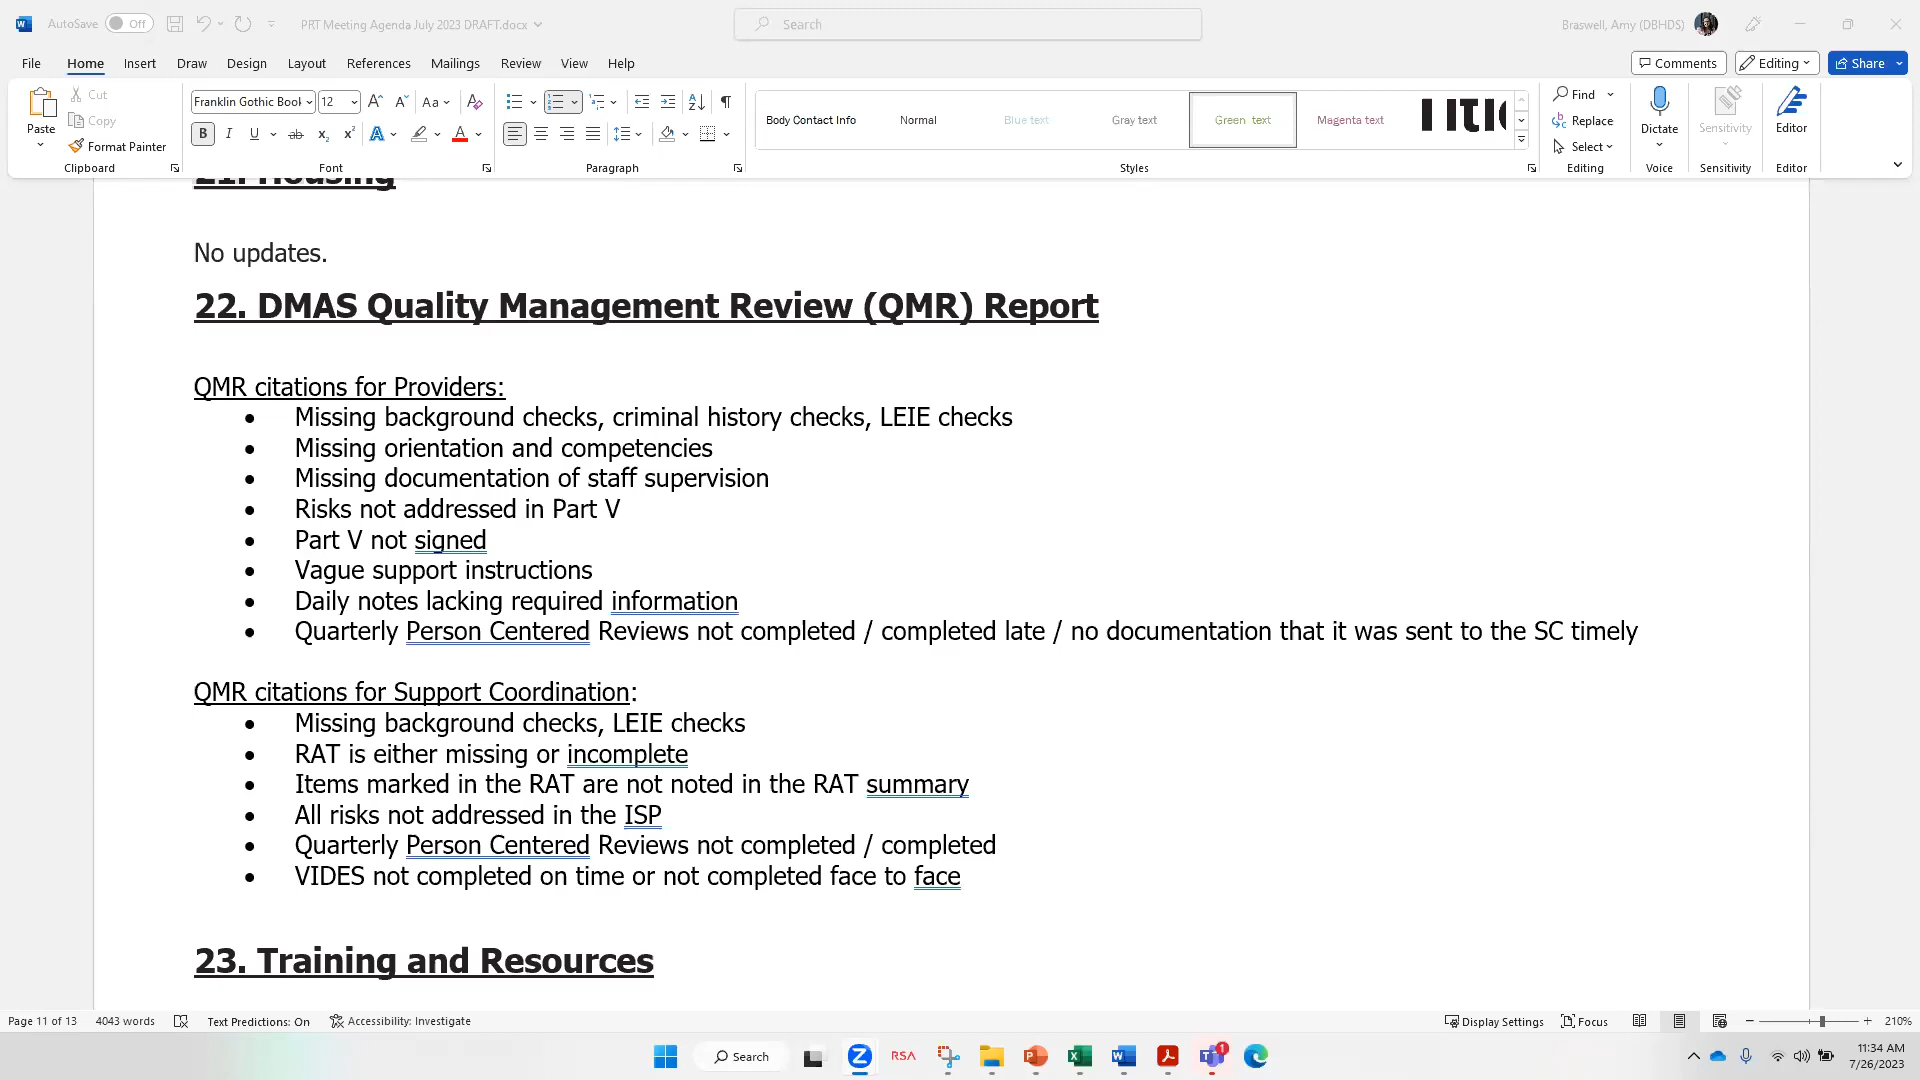 AutoSave Off PRT Meeting Agenda July 2023 DRAFT.docx Search Braswell, Amy (DBHDS)
File Home Insert Draw Design Layout References Mailings Review View Help Comments Editing Share
Paste Cut Copy Format Painter Clipboard
Franklin Gothic Book 12 Aa Font
Paragraph
Body Contact Info Normal Blue text Gray text Green text Magenta text Styles
Find Replace Select Editing
Dictate Voice
Sensitivity Sensitivity
Editor Editor
21. Housing
No updates.
22. DMAS Quality Management Review (QMR) Report
QMR citations for Providers:
• Missing background checks, criminal history checks, LEIE checks
• Missing orientation and competencies
• Missing documentation of staff supervision
• Risks not addressed in Part V
• Part V not signed
• Vague support instructions
• Daily notes lacking required information
• Quarterly Person Centered Reviews not completed / completed late / no documentation that it was sent to the SC timely
QMR citations for Support Coordination:
• Missing background checks, LEIE checks
• RAT is either missing or incomplete
• Items marked in the RAT are not noted in the RAT summary
• All risks not addressed in the ISP
• Quarterly Person Centered Reviews not completed / completed
• VIDES not completed on time or not completed face to face
23. Training and Resources
Page 11 of 13 4043 words Text Predictions: On Accessibility: Investigate Display Settings Focus 210%
Search RSA 1 11:34 AM
7/26/2023